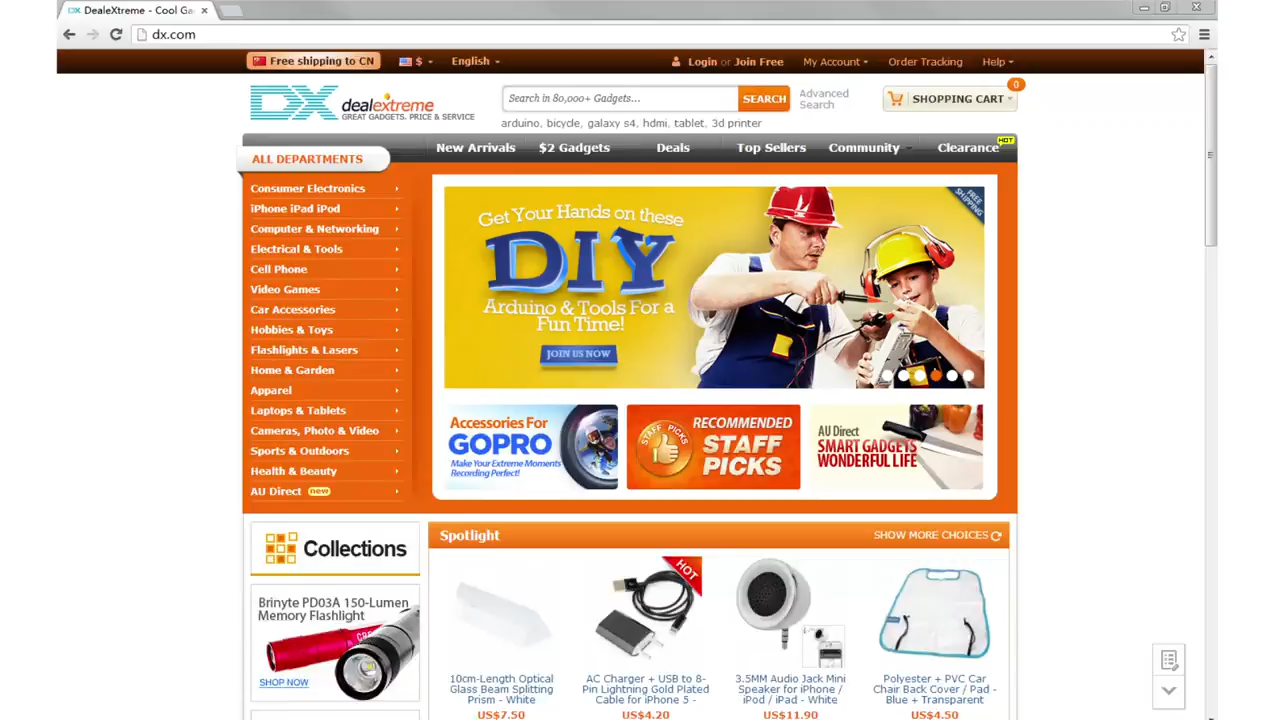 DX DealeXtreme - Cool Ga
dx.com
Free shipping to CN
$
English
Login or Join Free
My Account
Order Tracking
Help
DX dealextreme
GREAT GADGETS. PRICE & SERVICE
Search in 80,000+ Gadgets...
SEARCH
Advanced
Search
SHOPPING CART
0
arduino, bicycle, galaxy s4, hdmi, tablet, 3d printer
ALL DEPARTMENTS
New Arrivals
$2 Gadgets
Deals
Top Sellers
Community
Clearance
HOT
Consumer Electronics
iPhone iPad iPod
Computer & Networking
Electrical & Tools
Cell Phone
Video Games
Car Accessories
Hobbies & Toys
Flashlights & Lasers
Home & Garden
Apparel
Laptops & Tablets
Cameras, Photo & Video
Sports & Outdoors
Health & Beauty
AU Direct new
Get Your Hands on these
DIY
Arduino & Tools For a
Fun Time!
JOIN US NOW
FREE
SHIPPING
Accessories For
GOPRO
Make Your Extreme Moments
Recording Perfect!
STAFF PICKS
RECOMMENDED
STAFF
PICKS
AU Direct
SMART GADGETS
WONDERFUL LIFE
Collections
Brinyte PD03A 150-Lumen
Memory Flashlight
SHOP NOW
Spotlight
SHOW MORE CHOICES
HOT
10cm-Length Optical
Glass Beam Splitting
Prism - White
US$7.50
AC Charger + USB to 8-
Pin Lightning Gold Plated
Cable for iPhone 5 -
US$4.20
3.5MM Audio Jack Mini
Speaker for iPhone /
iPod / iPad - White
US$11.90
Polyester + PVC Car
Chair Back Cover / Pad -
Blue + Transparent
US$4.50